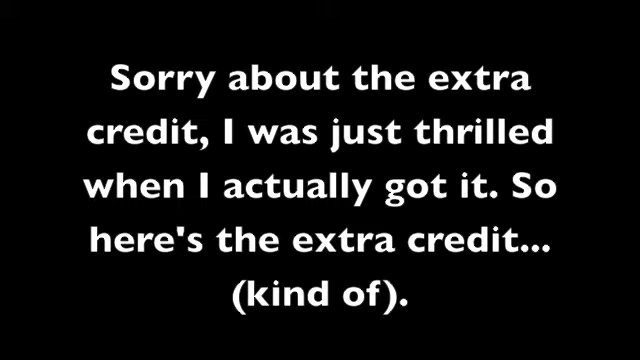 Sorry about the extra
credit, I was just thrilled
when I actually got it. So
here's the extra credit...
(kind of).